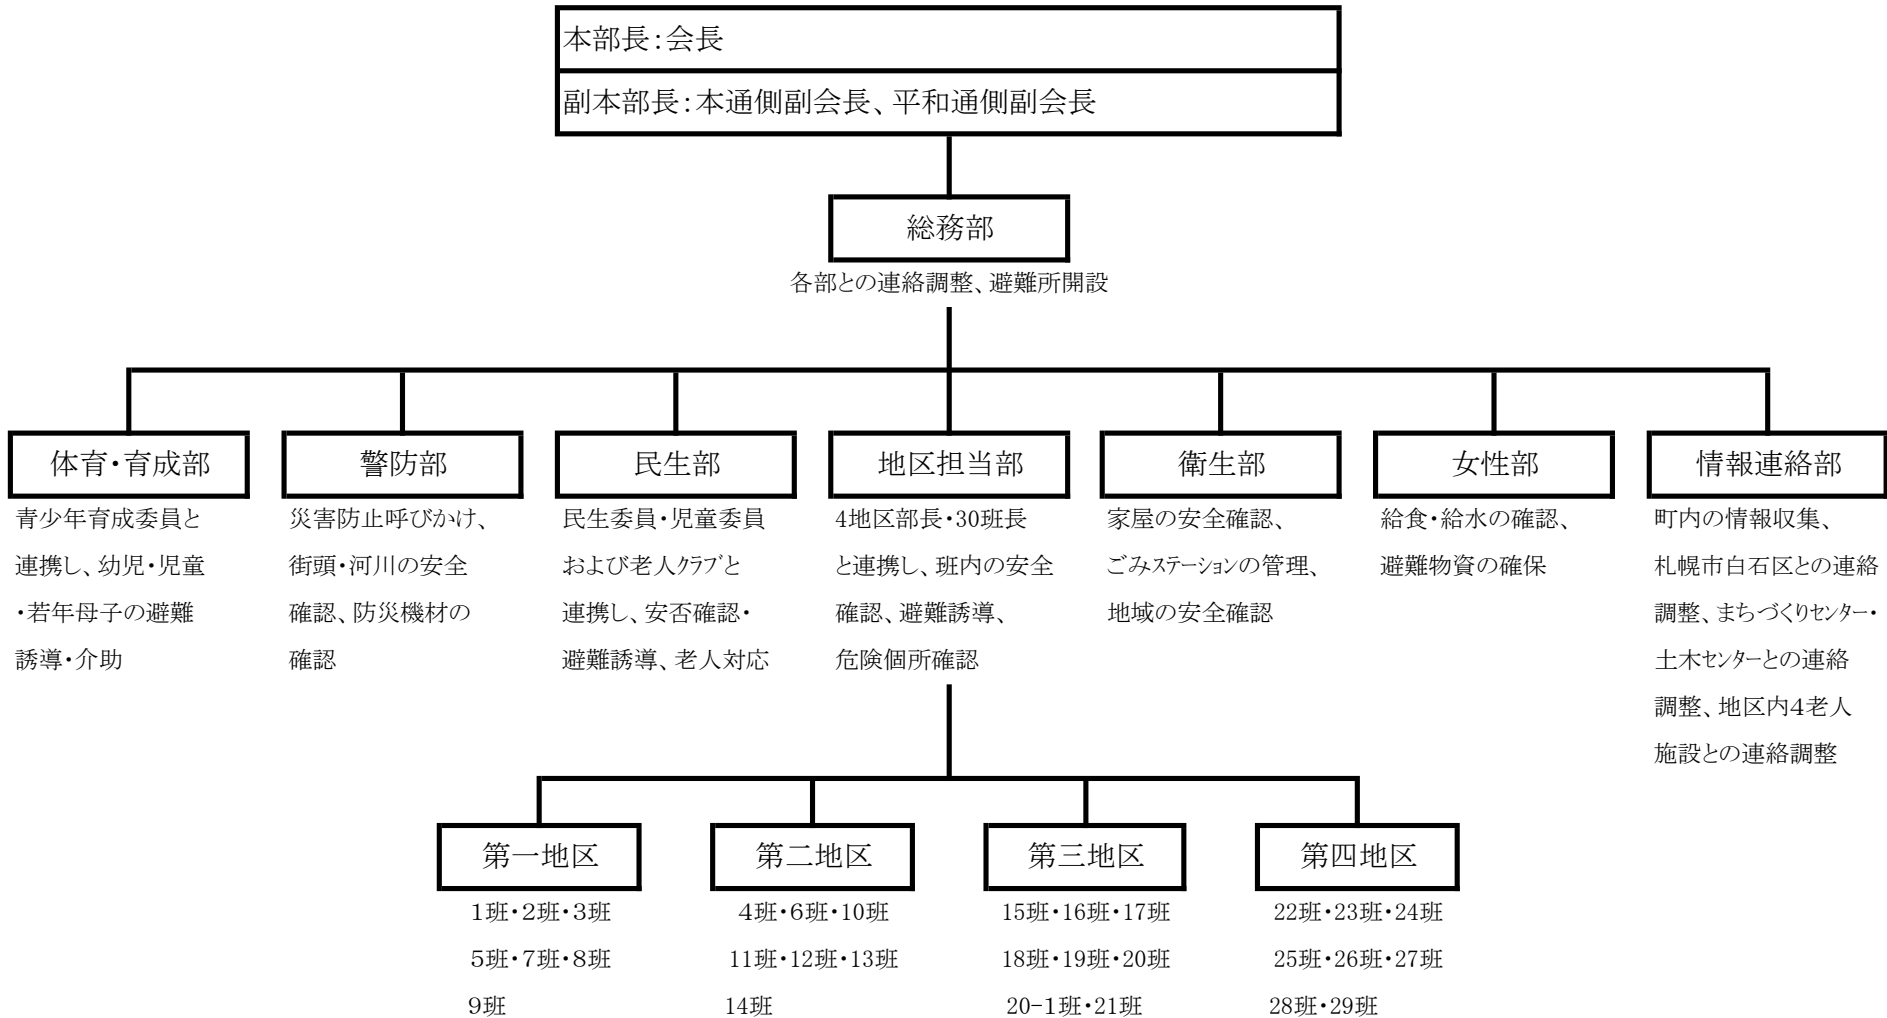 本部長：会長
副本部長：本通側副会長、平和通側副会長
総務部
各部との連絡調整、避難所開設
体育・育成部
青少年育成委員と
連携し、幼児・児童
・若年母子の避難
誘導・介助
警防部
災害防止呼びかけ、
街頭・河川の安全
確認、防災機材の
確認
民生部
民生委員・児童委員
および老人ｸﾗﾌﾞと
連携し、安否確認・
避難誘導、老人対応
地区担当部
4地区部長・30班長
と連携し、班内の安全
確認、避難誘導、
危険個所確認
衛生部
家屋の安全確認、
ごみｽﾃｰｼｮﾝの管理、
地域の安全確認
女性部
給食・給水の確認、
避難物資の確保
情報連絡部
町内の情報収集、
札幌市白石区との連絡
調整、まちづくりｾﾝﾀｰ・
土木ｾﾝﾀｰとの連絡
調整、地区内４老人
施設との連絡調整
第一地区
１班・２班・３班
５班・７班・８班
９班
第二地区
４班・６班・10班
11班・12班・13班
14班
第三地区
15班・16班・17班
18班・19班・20班
20-１班・21班
第四地区
22班・23班・24班
25班・26班・27班
28班・29班